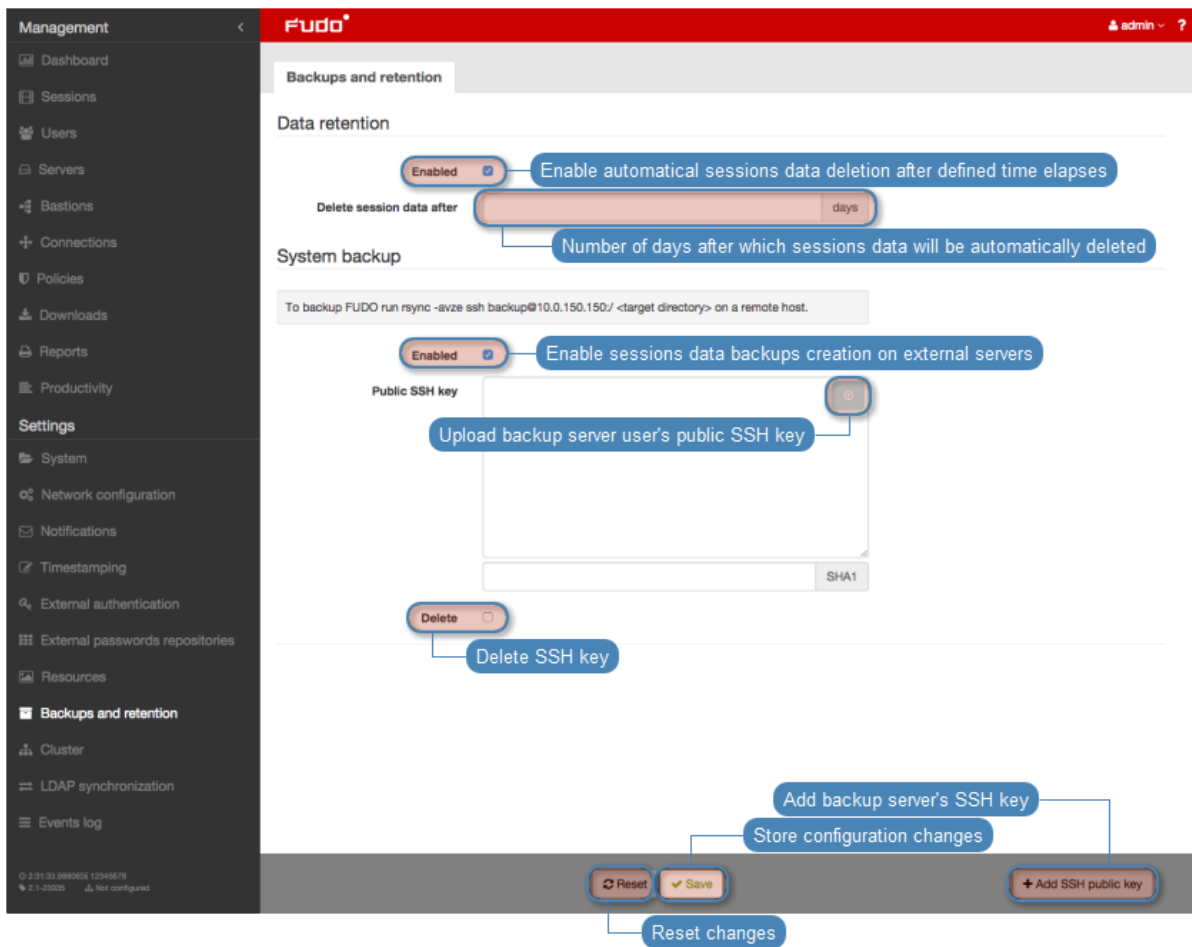 Management
FUDO
admin
?
Dashboard
Sessions
Users
Servers
Bastions
Connections
Policies
Downloads
Reports
Productivity
Settings
System
Network configuration
Notifications
Timestamping
External authentication
External passwords repositories
Resources
Backups and retention
Cluster
LDAP synchronization
Events log
2.1-23035 Not configured
Backups and retention
Data retention
Enabled
Enable automatical sessions data deletion after defined time elapses
Delete session data after
days
Number of days after which sessions data will be automatically deleted
System backup
To backup FUDO run rsync -avze ssh backup@10.0.150.150:/ <target directory> on a remote host.
Enabled
Enable sessions data backups creation on external servers
Public SSH key
Upload backup server user's public SSH key
SHA1
Delete
Delete SSH key
Add backup server's SSH key
Store configuration changes
Reset
Save
+ Add SSH public key
Reset changes